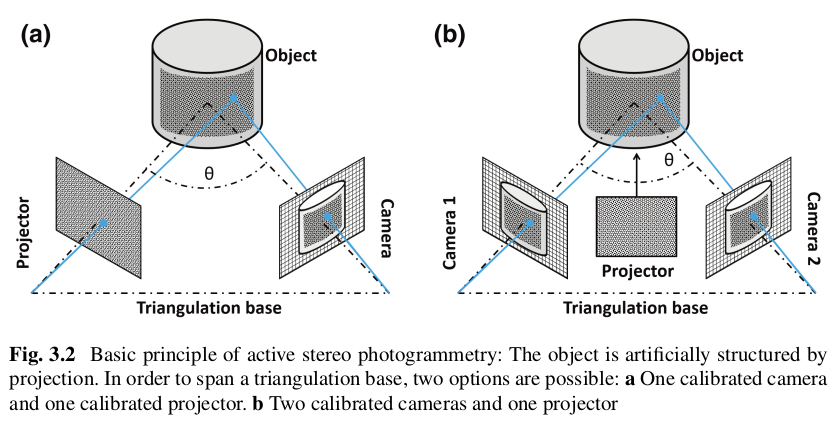 (a)
Object
θ
Projector
Camera
Triangulation base
(b)
Object
θ
Camera 1
Projector
Camera 2
Triangulation base
Fig. 3.2 Basic principle of active stereo photogrammetry: The object is artificially structured by
projection. In order to span a triangulation base, two options are possible: a One calibrated camera
and one calibrated projector. b Two calibrated cameras and one projector